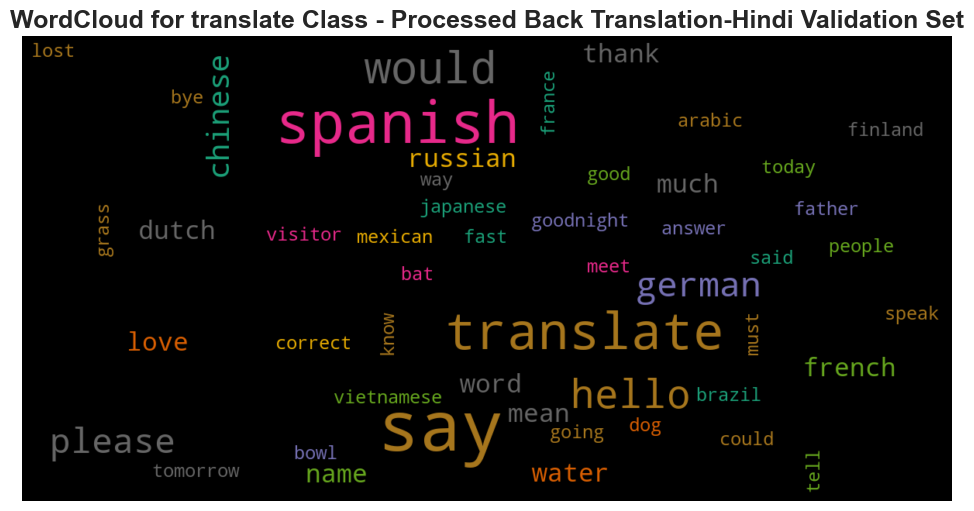 WordCloud for translate Class - Processed Back Translation-Hindi Validation Set
lost
would
thank
bye
chinese
spanish
france
arabic
finland
russian
way
good
much
today
grass
dutch
japanese
goodnight
father
visitor
mexican
fast
answer
people
bat
meet
said
german
speak
love
correct
know
translate
must
french
vietnamese
word
hello
brazil
please
say
mean
going
dog
could
bowl
tomorrow
name
water
tell